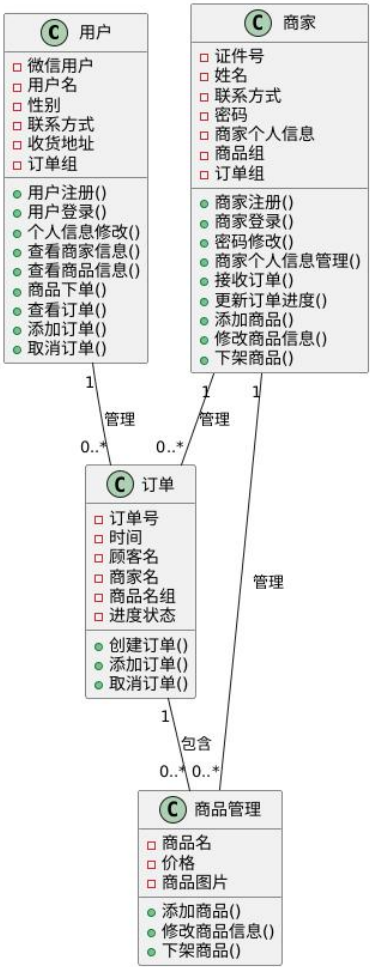 C 用户
微信用户
用户名
性别
联系方式
收货地址
订单组
用户注册()
用户登录()
个人信息修改()
查看商家信息()
查看商品信息()
商品下单()
查看订单()
添加订单()
取消订单()
C 商家
证件号
姓名
联系方式
密码
商家个人信息
商品组
订单组
商家注册()
商家登录()
密码修改()
商家个人信息管理()
接收订单()
更新订单进度()
添加商品()
修改商品信息()
下架商品()
1
1
1
管理
管理
0..*
0..*
C 订单
订单号
时间
顾客名
商家名
商品名组
进度状态
创建订单()
添加订单()
取消订单()
管理
1
包含
0..*
0..*
C 商品管理
商品名
价格
商品图片
添加商品()
修改商品信息()
下架商品()